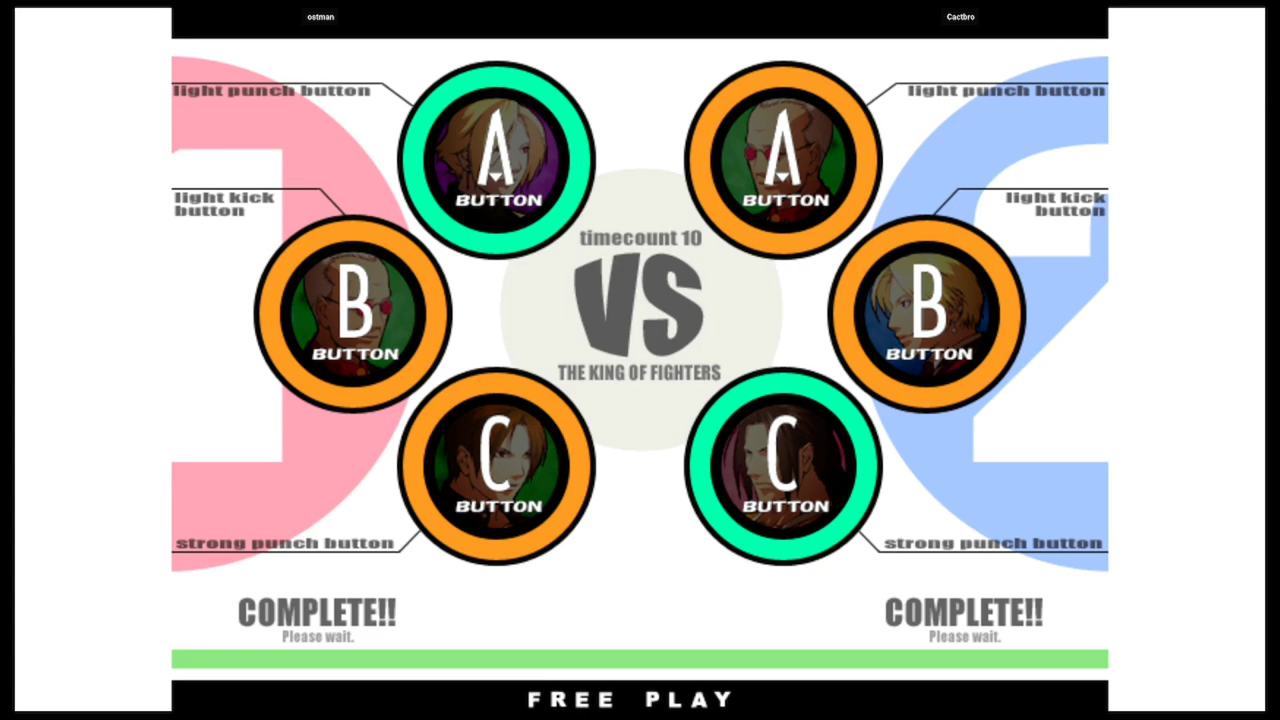 ostman
Cactbro
light punch button
light punch button
A
BUTTON
A
BUTTON
light kick
button
light kick
button
timecount 10
VS
THE KING OF FIGHTERS
B
BUTTON
B
BUTTON
C
BUTTON
C
BUTTON
strong punch button
strong punch button
COMPLETE!!
Please wait.
COMPLETE!!
Please wait.
FREE PLAY